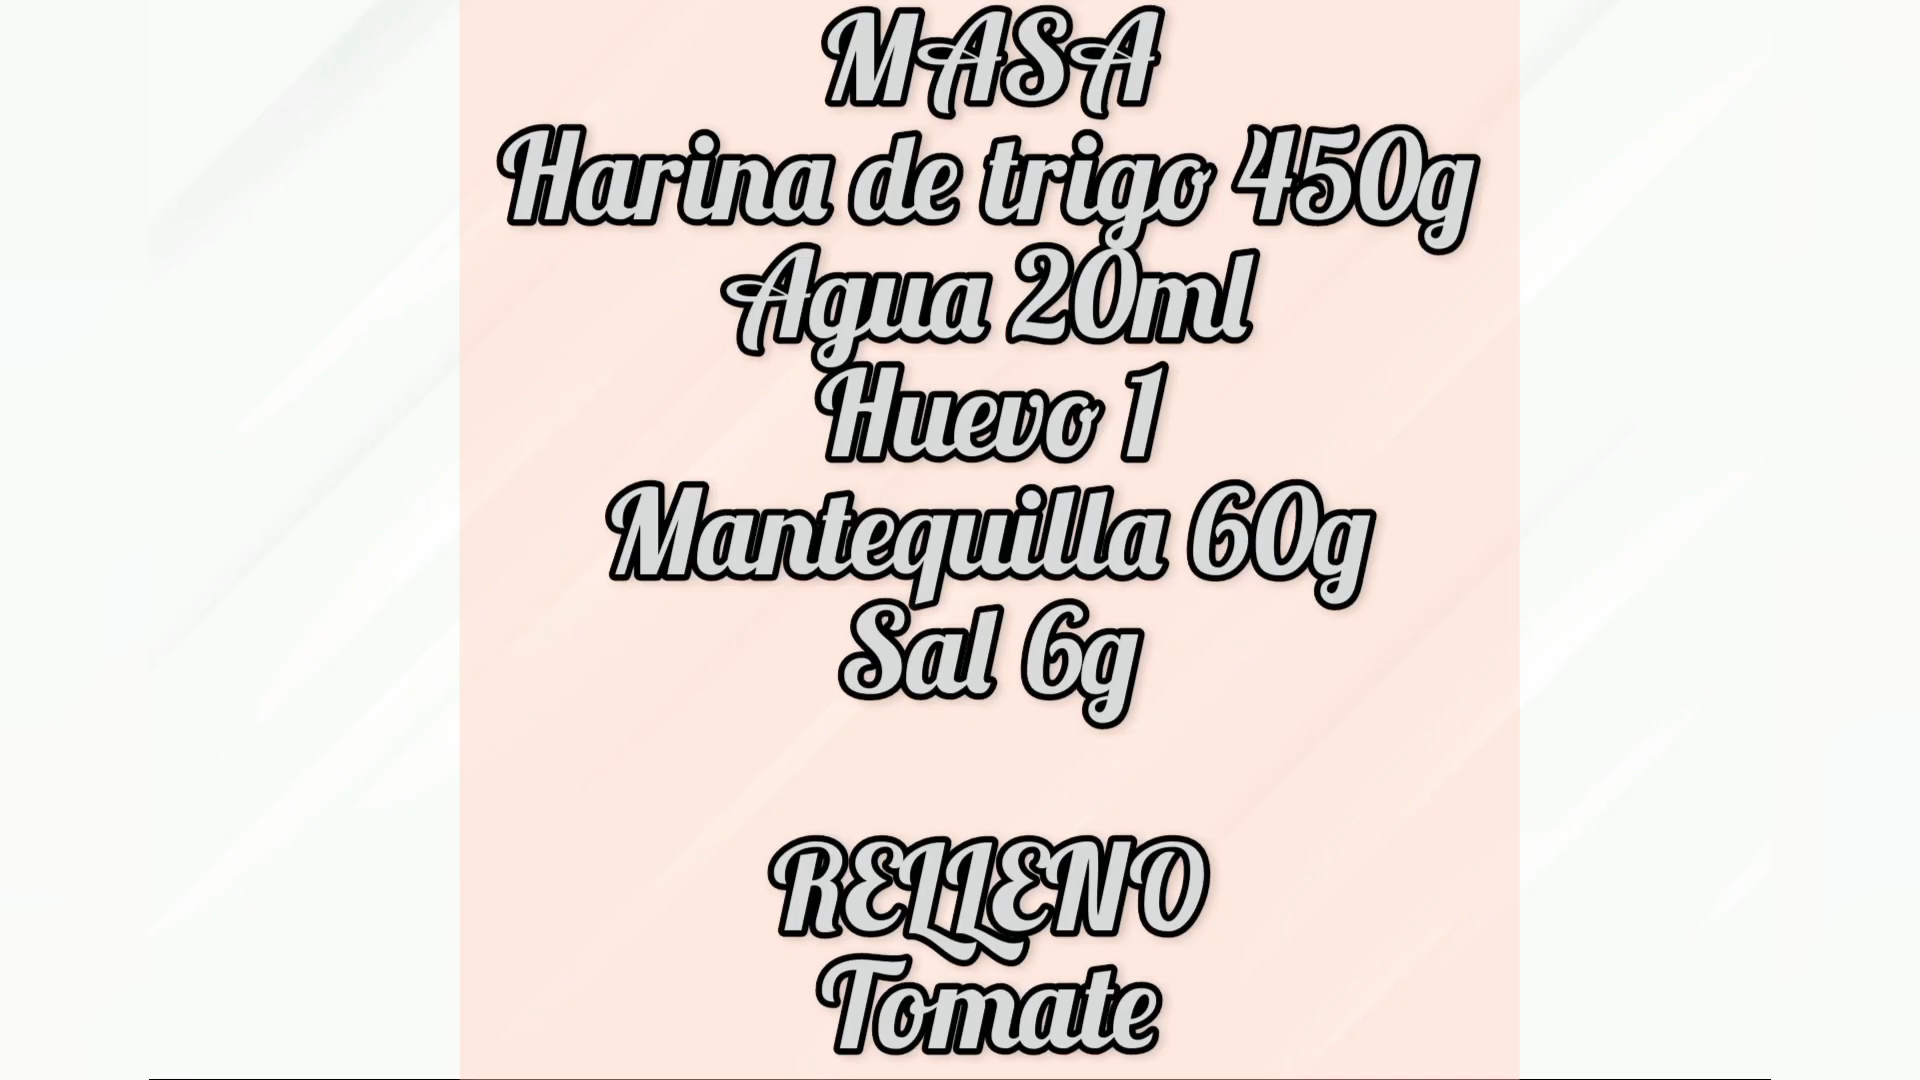 MASA
Harina de trigo 450g
Agua 20ml
Huevo 1
Mantequilla 60g
Sal 6g
RELLENO
Tomate